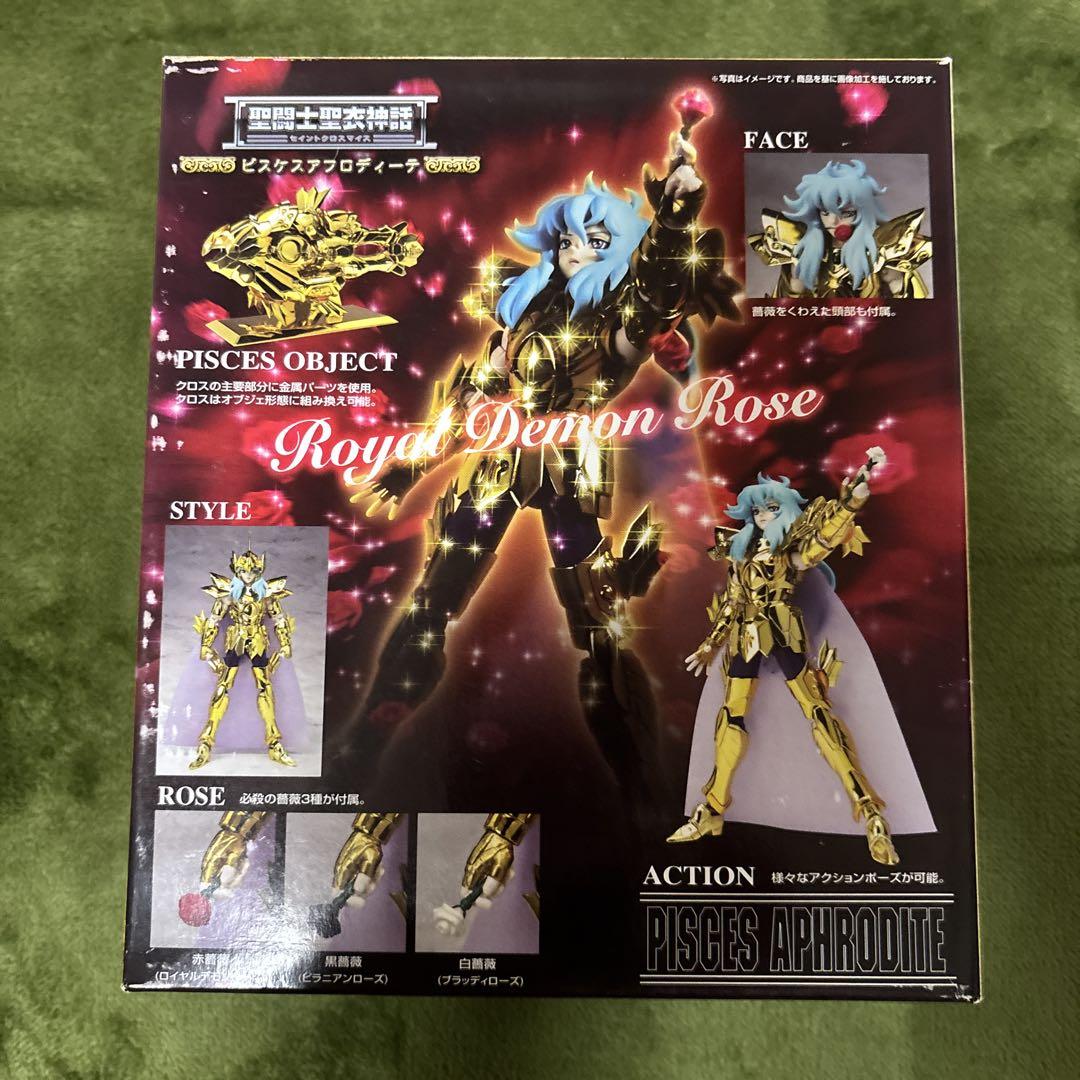 ※写真はイメージです。商品を基に画像加工を施しております。
聖闘士聖衣神話
セイントクロスマイス
ピスケスアフロディーテ
FACE
薔薇をくわえた頭部も付属。
PISCES OBJECT
クロスの主要部分に金属パーツを使用。
クロスはオブジェ形態に組み換え可能。
Royal Demon Rose
STYLE
ROSE 必殺の薔薇3種が付属。
赤薔薇
(ロイヤルデモ
黒薔薇
ピラニアンローズ)
白薔薇
(ブラッディローズ)
ACTION 様々なアクションポーズが可能。
PISCES APHRODITE